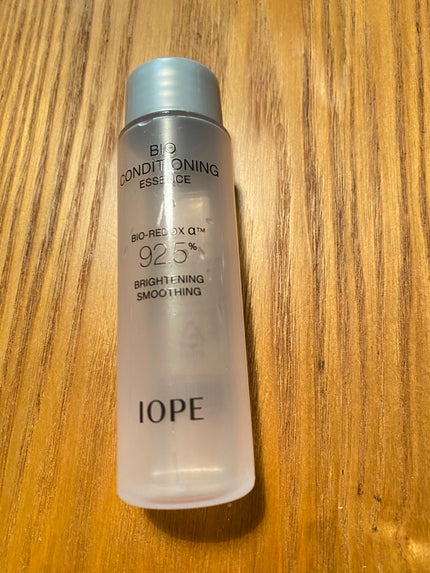 BIO
CONDITIONING
ESSENCE
BIO-REDOX α™
92.5%
BRIGHTENING
SMOOTHING
IOPE